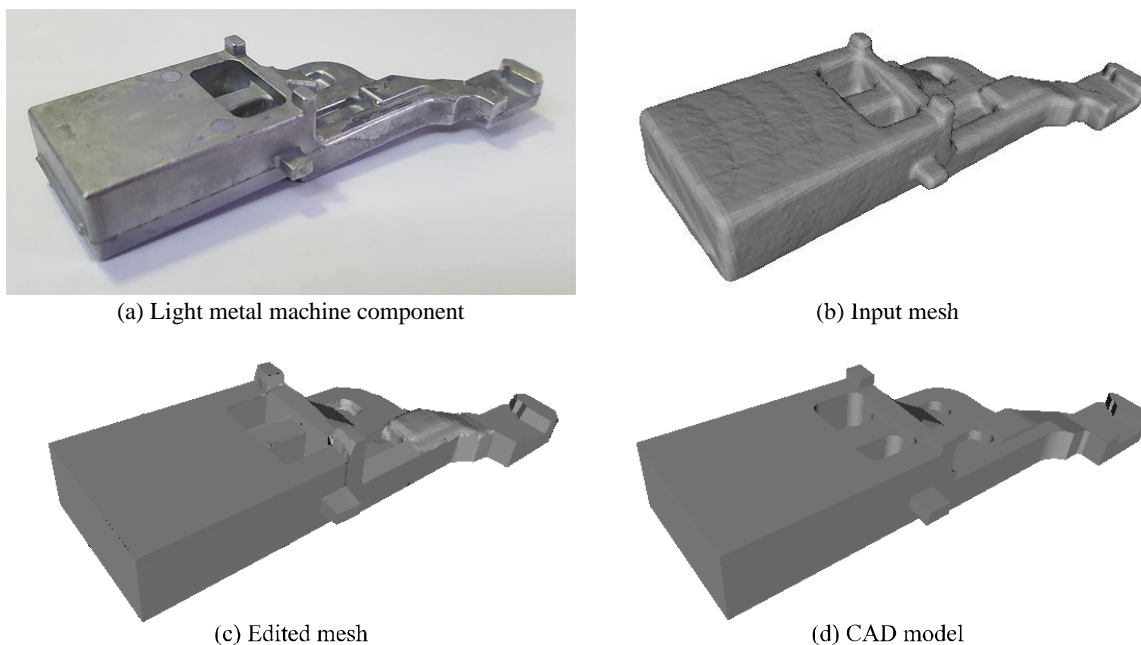 (a) Light metal machine component
(b) Input mesh
(c) Edited mesh
(d) CAD model